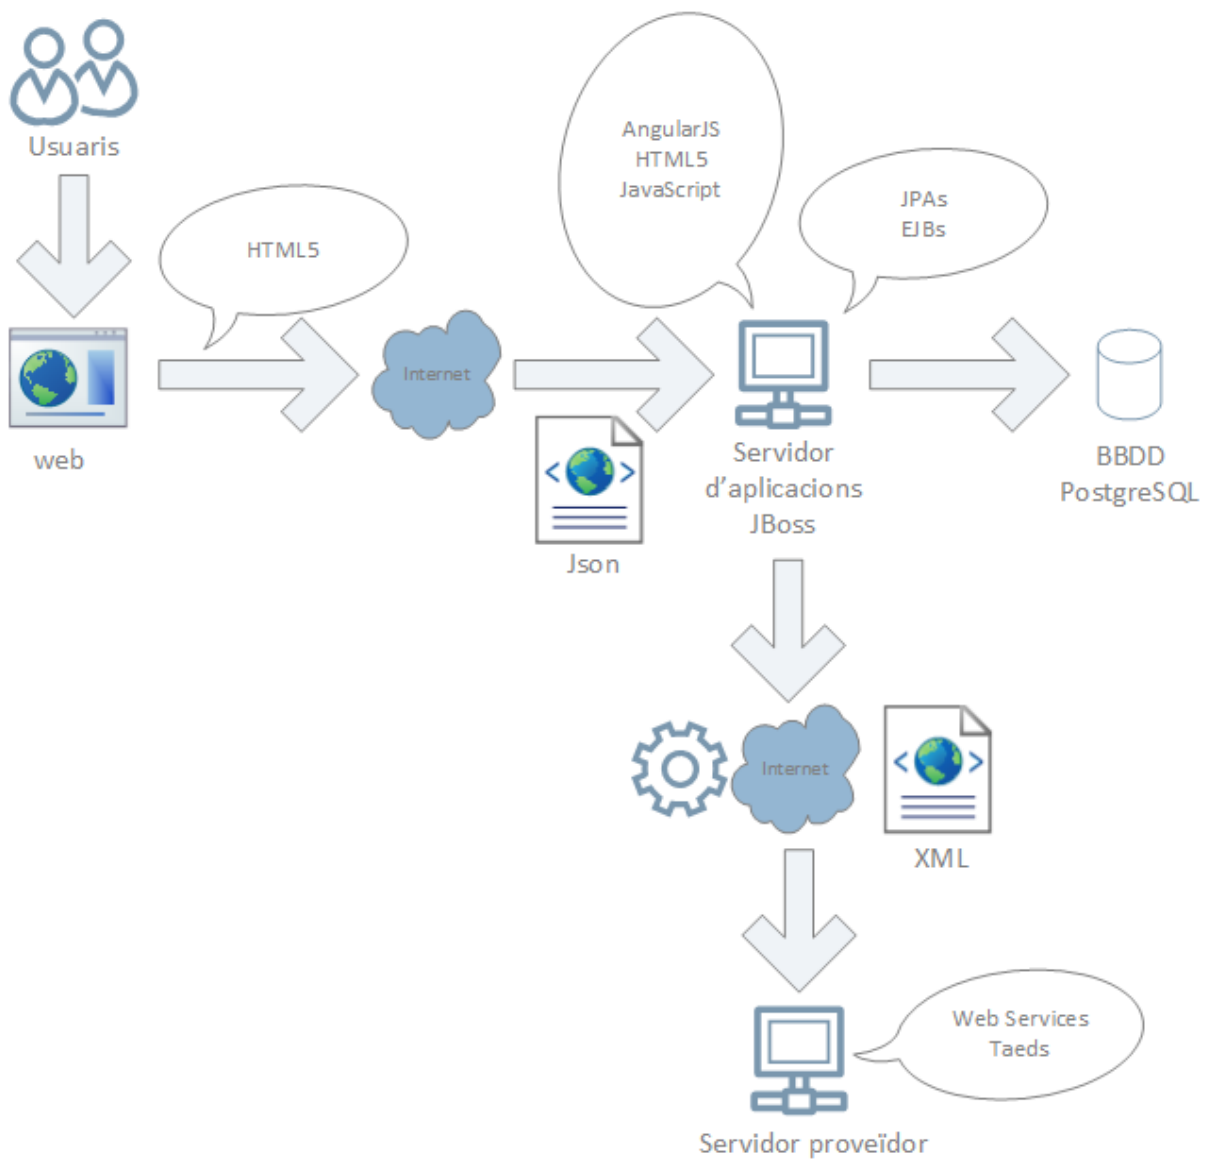 Usuaris
AngularJS
HTML5
JavaScript
JPAs
EJBs
HTML5
Internet
web
Servidor
d’aplicacions
JBoss
BBDD
PostgreSQL
Json
Internet
XML
Web Services
Taeds
Servidor proveïdor